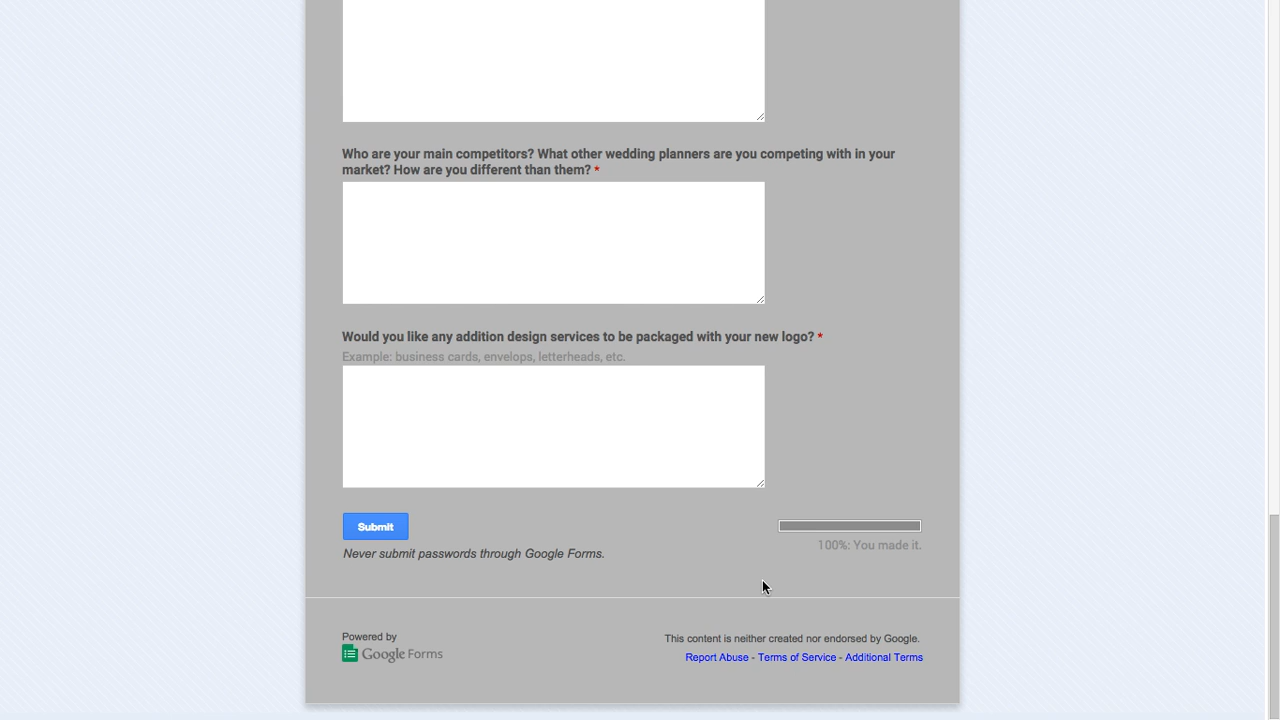 Who are your main competitors? What other wedding planners are you competing with in your
market? How are you different than them? *
Would you like any addition design services to be packaged with your new logo? *
Example: business cards, envelops, letterheads, etc.
Submit
100%: You made it.
Never submit passwords through Google Forms.
Powered by
Google Forms
This content is neither created nor endorsed by Google.
Report Abuse - Terms of Service - Additional Terms